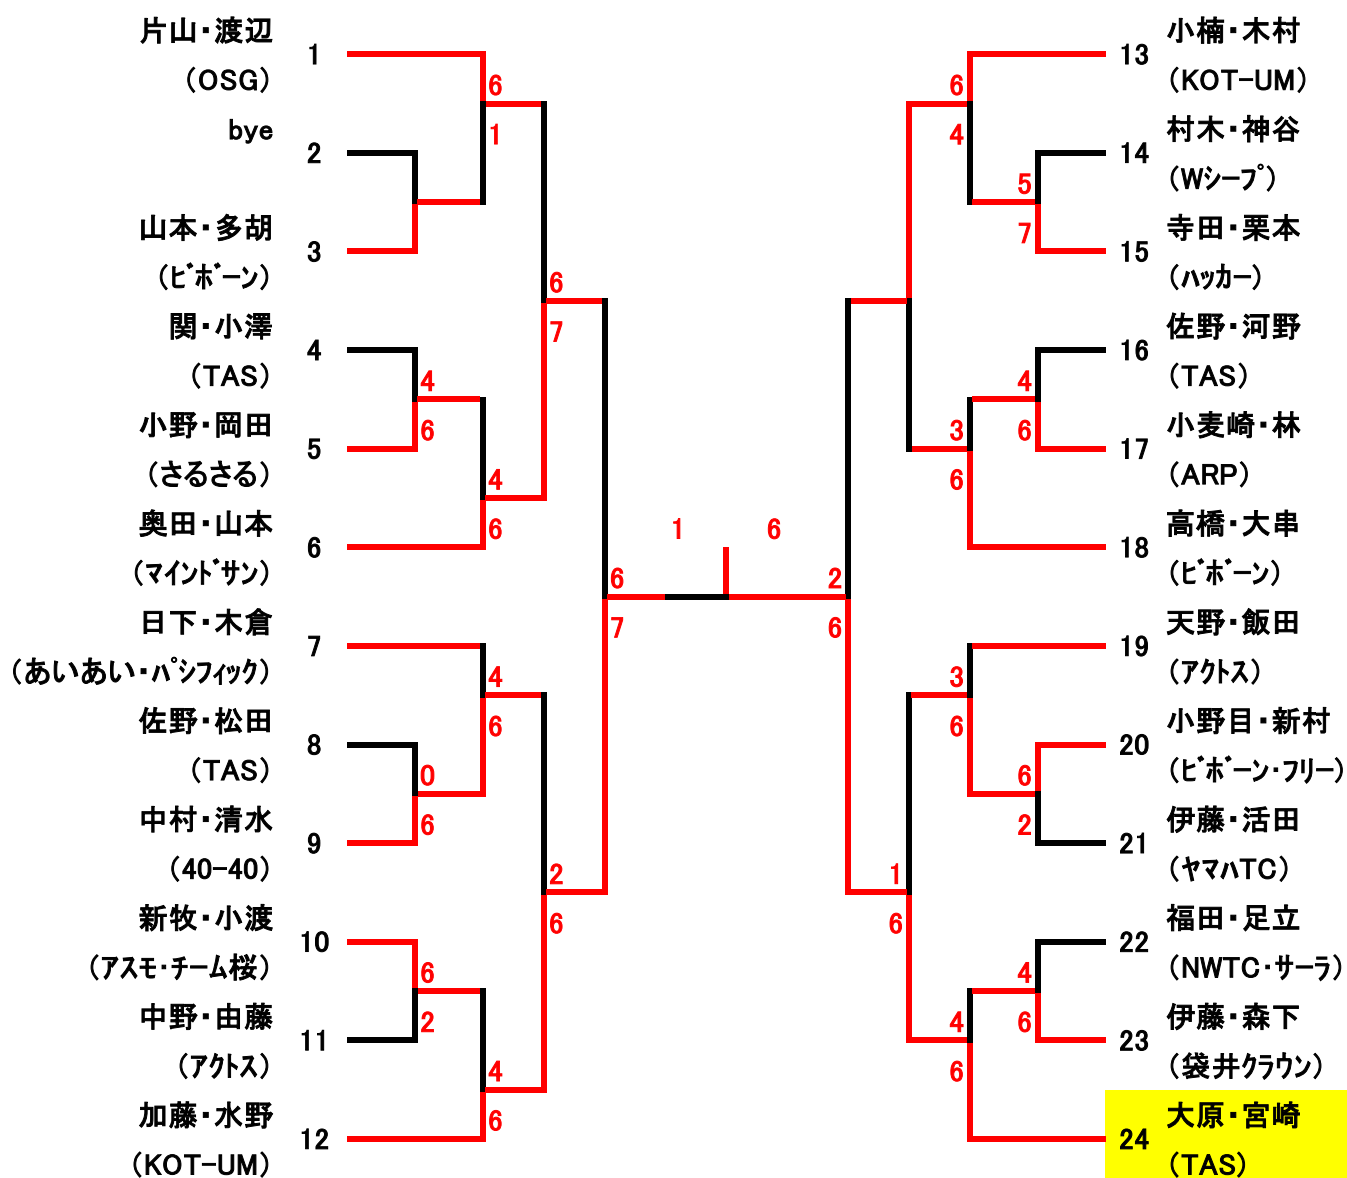 片山・渡辺
1
(OSG)
6
1
bye
2
山本・多胡
3
(ビボーン)
6
7
関・小澤
4
(TAS)
4
6
小野・岡田
5
(さるさる)
4
6
奥田・山本
6
(マインドサン)
6
7
日下・木倉
7
(あいあい・パシフィック)
4
6
佐野・松田
8
(TAS)
0
6
中村・清水
9
(40-40)
2
6
新牧・小渡
10
(アスモ・チーム桜)
6
2
中野・由藤
11
(アクトス)
4
6
加藤・水野
12
(KOT-UM)
1
6
小楠・木村
13
(KOT-UM)
6
4
村木・神谷
14
(Wシープ)
5
7
寺田・栗本
15
(ハッカー)
佐野・河野
16
(TAS)
4
6
小麦崎・林
17
(ARP)
3
6
高橋・大串
18
(ビボーン)
2
6
天野・飯田
19
(アクトス)
3
6
小野目・新村
20
(ビボーン・フリー)
6
2
伊藤・活田
21
(ヤマハTC)
1
6
福田・足立
22
(NWTC・サーラ)
4
6
伊藤・森下
23
(袋井クラウン)
4
6
大原・宮崎
24
(TAS)